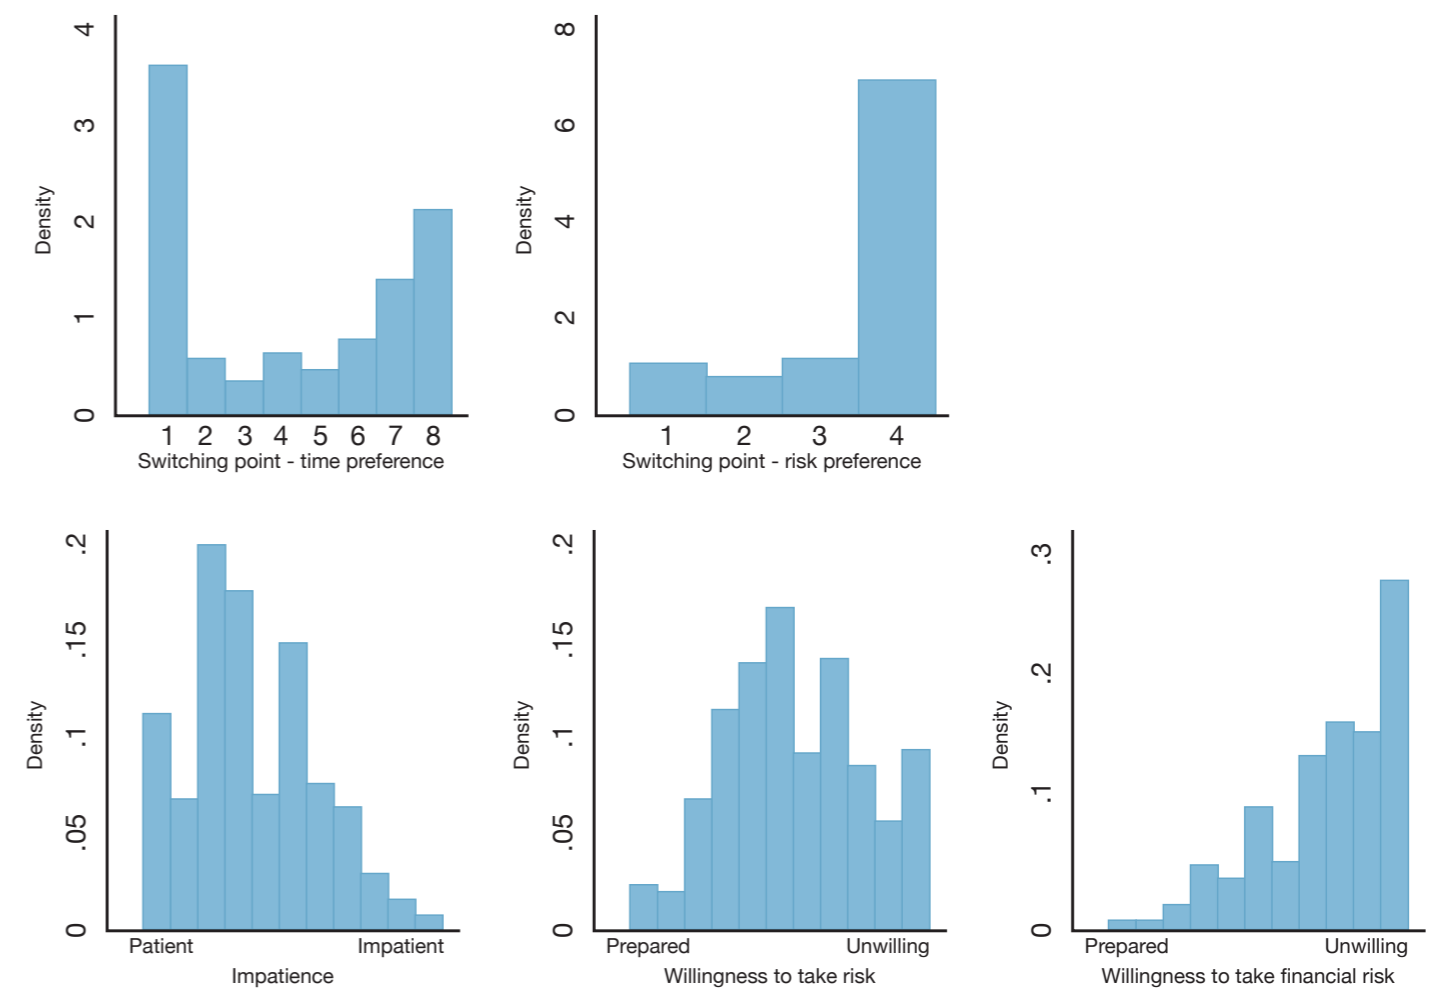 4
3
2
1
0
Density
1 2 3 4 5 6 7 8
Switching point - time preference
8
6
4
2
0
Density
1 2 3 4
Switching point - risk preference
.2
.15
.1
.05
0
Density
Patient Impatient
Impatience
.2
.15
.1
.05
0
Density
Prepared Unwilling
Willingness to take risk
.3
.2
.1
0
Density
Prepared Unwilling
Willingness to take financial risk